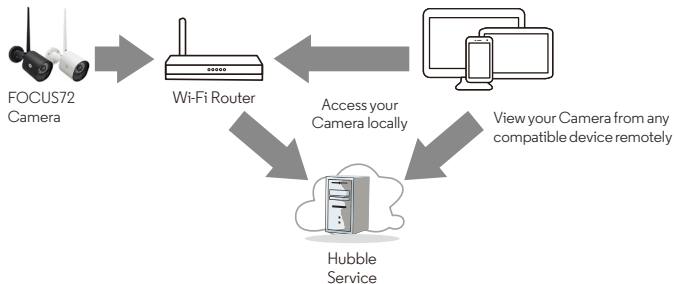 FOCUS72
Camera
Wi-Fi Router
Access your
Camera locally
View your Camera from any
compatible device remotely
Hubble
Service